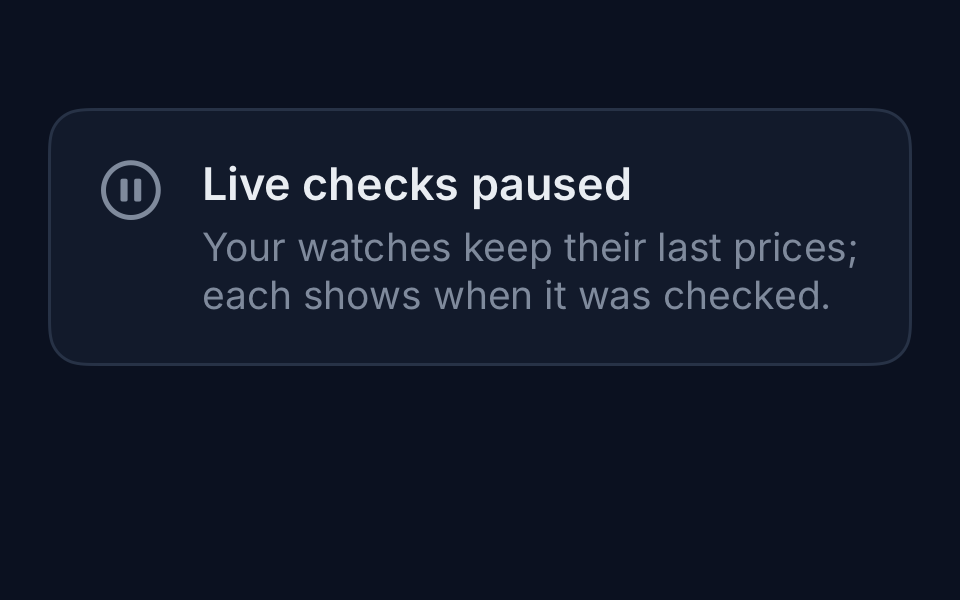 Live checks paused
Your watches keep their last prices;
each shows when it was checked.